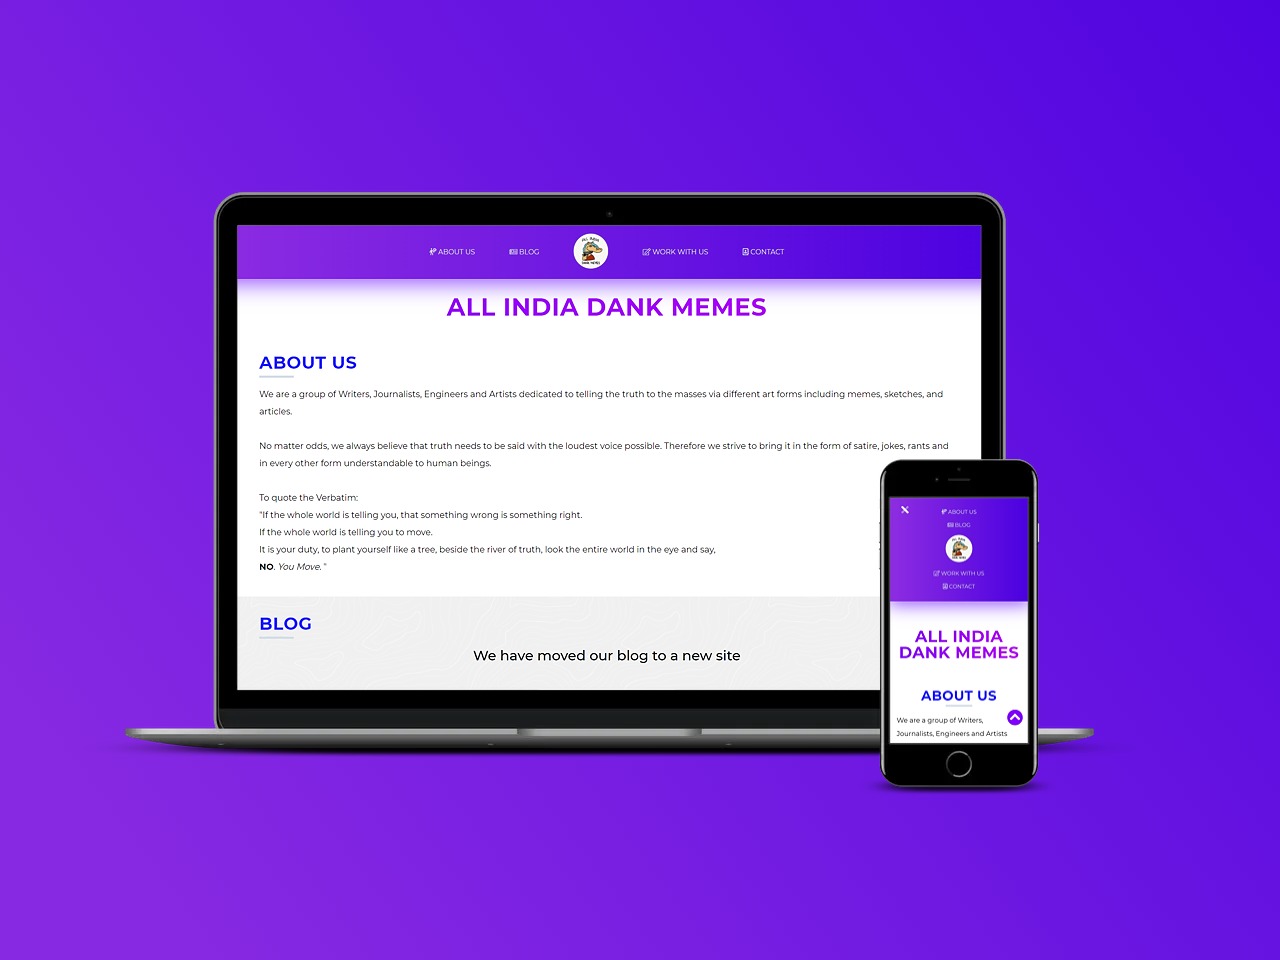 ABOUT US
BLOG
WORK WITH US
CONTACT
ALL INDIA DANK MEMES
ABOUT US
We are a group of Writers, Journalists, Engineers and Artists dedicated to telling the truth to the masses via different art forms including memes, sketches, and
articles.
No matter odds, we always believe that truth needs to be said with the loudest voice possible. Therefore we strive to bring it in the form of satire, jokes, rants and
in every other form understandable to human beings.
To quote the Verbatim:
"If the whole world is telling you, that something wrong is something right.
If the whole world is telling you to move.
It is your duty, to plant yourself like a tree, beside the river of truth, look the entire world in the eye and say,
NO. You Move. "
BLOG
We have moved our blog to a new site
ABOUT US
BLOG
WORK WITH US
CONTACT
ALL INDIA
DANK MEMES
ABOUT US
We are a group of Writers,
Journalists, Engineers and Artists